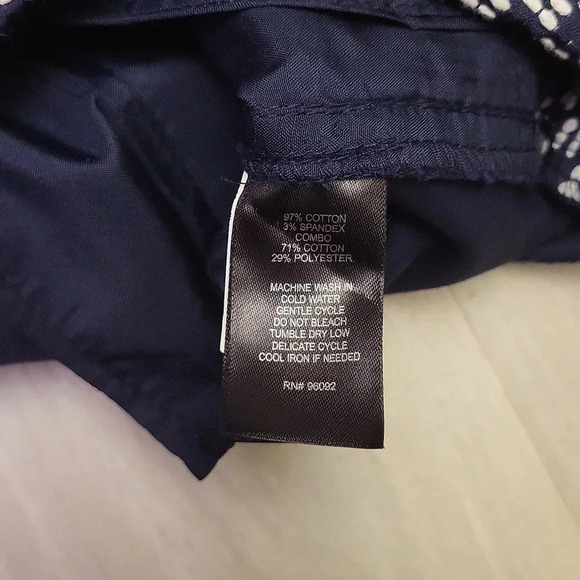 97% COTTON
3% SPANDEX
COMBO
71% COTTON
29% POLYESTER
MACHINE WASH IN
COLD WATER
GENTLE CYCLE
DO NOT BLEACH
TUMBLE DRY LOW
DELICATE CYCLE
COOL IRON IF NEEDED
RN# 96092